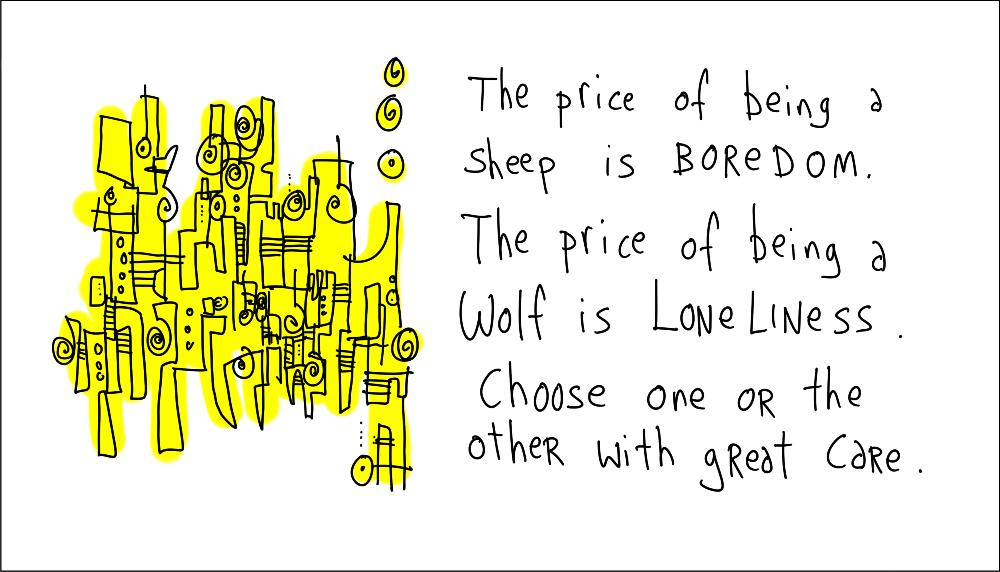 The price of being a
sheep is BOReDOM.
The price of being a
Wolf is LONeLINess.
Choose one oR the
otheR with gReat CaRe.